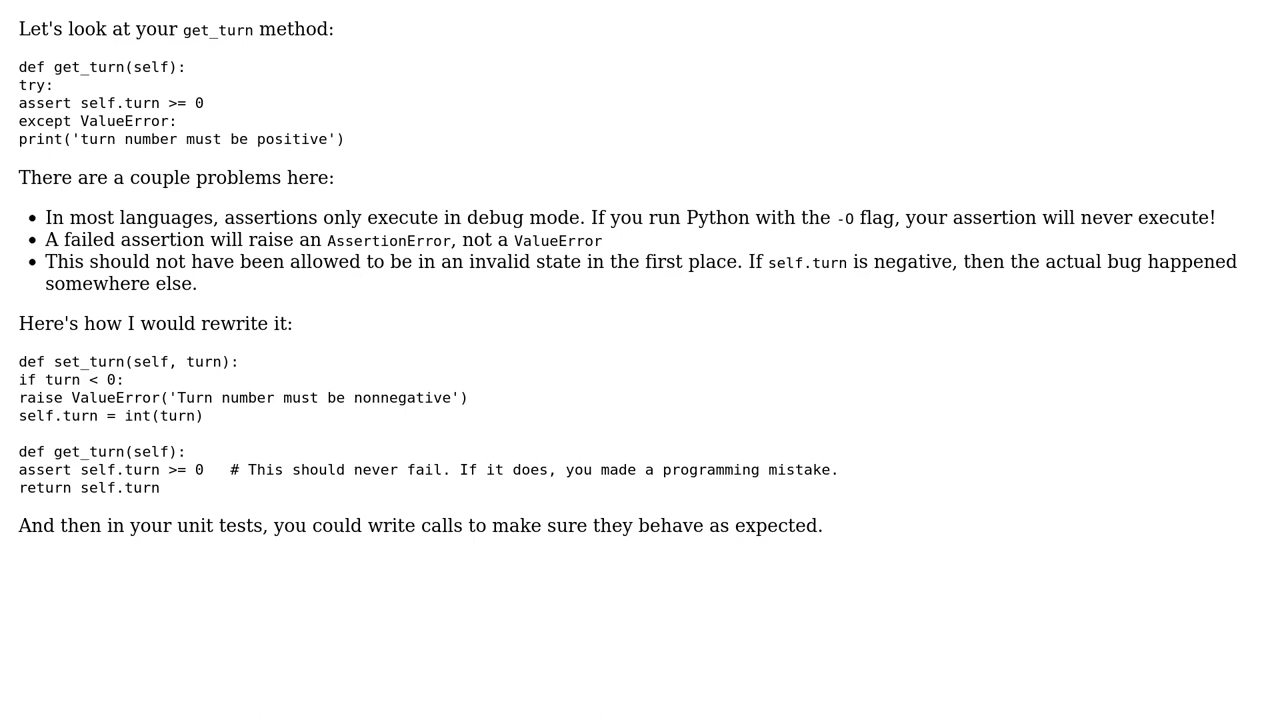 Let's look at your get_turn method:
def get_turn(self):
try:
assert self.turn >= 0
except ValueError:
print('turn number must be positive')
There are a couple problems here:
• In most languages, assertions only execute in debug mode. If you run Python with the -O flag, your assertion will never execute!
• A failed assertion will raise an AssertionError, not a ValueError
• This should not have been allowed to be in an invalid state in the first place. If self.turn is negative, then the actual bug happened
somewhere else.
Here's how I would rewrite it:
def set_turn(self, turn):
if turn < 0:
raise ValueError('Turn number must be nonnegative')
self.turn = int(turn)
def get_turn(self):
assert self.turn >= 0   # This should never fail. If it does, you made a programming mistake.
return self.turn
And then in your unit tests, you could write calls to make sure they behave as expected.